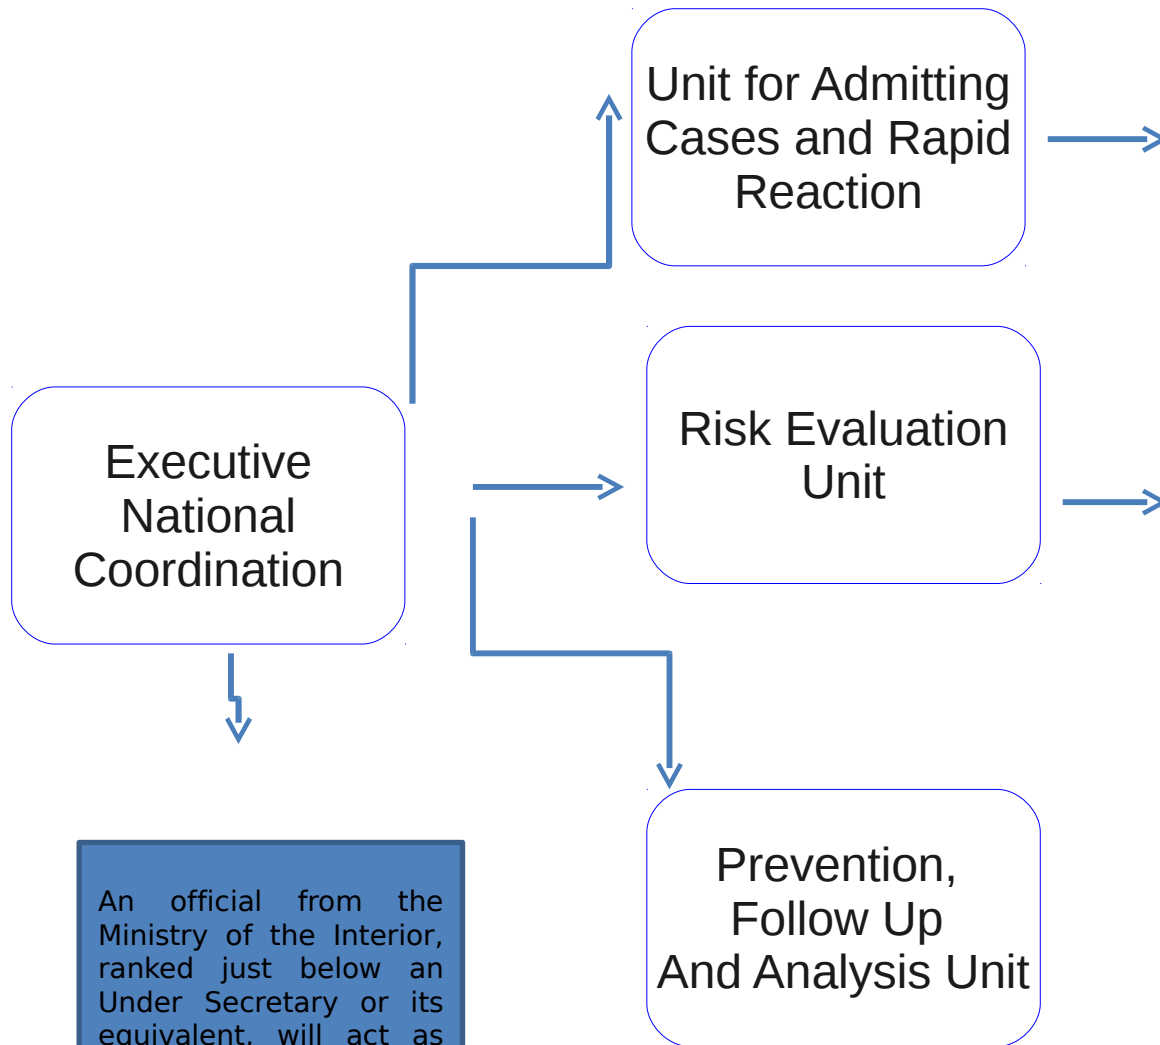 Unit for Admitting
Cases and Rapid
Reaction
Risk Evaluation
Unit
Executive
National
Coordination
Prevention,
Follow Up
And Analysis Unit
An official from the
Ministry of the Interior,
ranked just below an
Under Secretary or its
equivalent, will act as